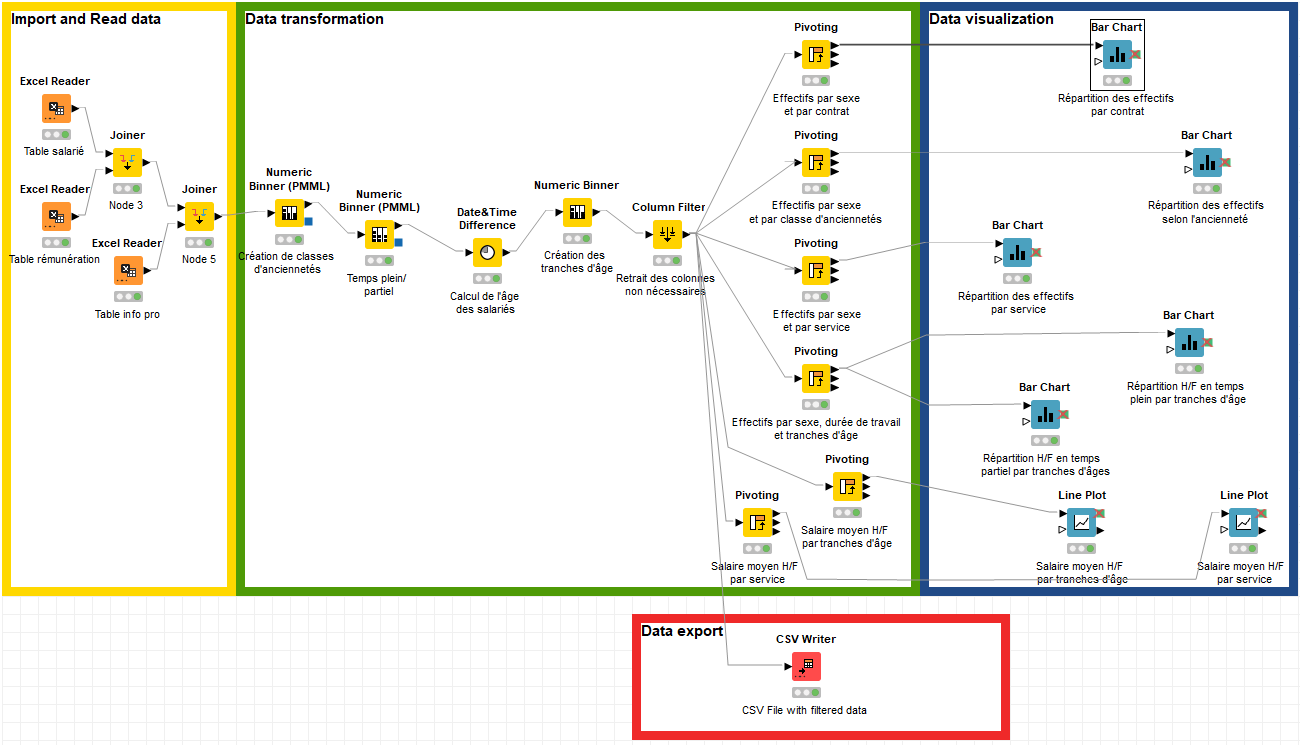 Import and Read data
Excel Reader
Table salarié
Excel Reader
Table rémunération
Joiner
Node 3
Excel Reader
Table info pro
Joiner
Node 5
Data transformation
Numeric
Binner (PMML)
Création de classes
d'anciennetés
Numeric
Binner (PMML)
Temps plein/
partiel
Date&Time
Difference
Calcul de l'âge
des salariés
Numeric Binner
Création des
tranches d'âge
Column Filter
Retrait des colonnes
non nécessaires
Pivoting
Effectifs par sexe
et par contrat
Pivoting
Effectifis par sexe
et par classe d'anciennetés
Pivoting
Effectifs par sexe
et par service
Pivoting
Effectifs par sexe, durée de travail
et tranches d'âge
Pivoting
Salaire moyen H/F
par tranches d'âge
Pivoting
Salaire moyen H/F
par service
Data visualization
Bar Chart
Répartition des effectifs
par contrat
Bar Chart
Répartition des effectifs
selon l'ancienneté
Bar Chart
Répartition des effectifs
par service
Bar Chart
Répartition H/F en temps
plein par tranches d'âge
Bar Chart
Répartition H/F en temps
partiel par tranches d'âges
Line Plot
Salaire moyen H/F
par tranches d'âge
Line Plot
Salaire moyen H/F
par service
Data export
CSV Writer
CSV File with filtered data